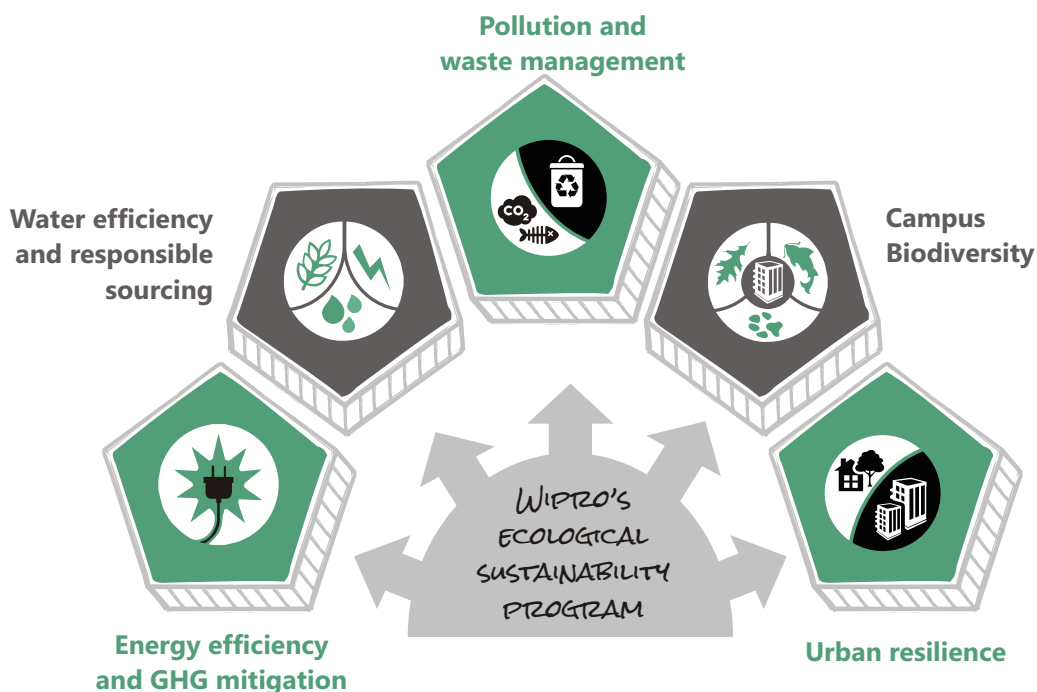 Pollution and
waste management
CO2
Water efficiency
and responsible
sourcing
Campus
Biodiversity
WIPRO'S
ECOLOGICAL
SUSTAINABILITY
PROGRAM
Energy efficiency
and GHG mitigation
Urban resilience